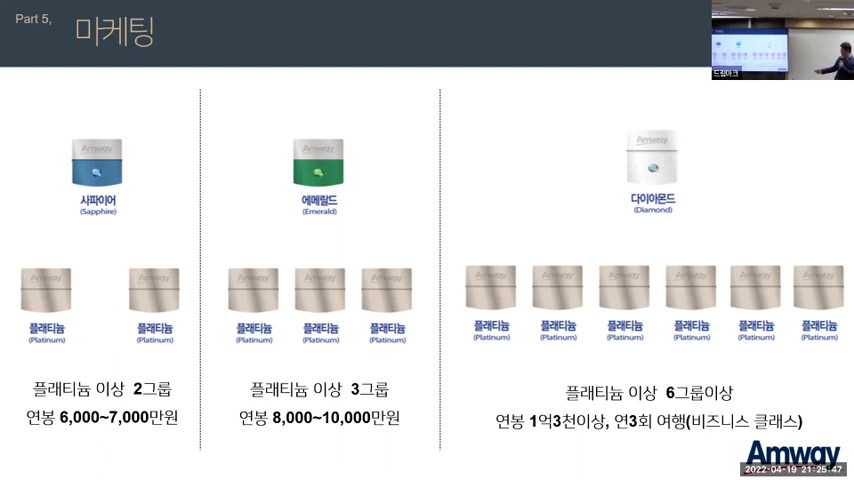 Part 5,
마케팅
드림아크
Amway
사파이어
(Sapphire)
Amway
에메랄드
(Emerald)
Amway
다이아몬드
(Diamond)
Amway
플래티늄
(Platinum)
Amway
플래티늄
(Platinum)
Amway
플래티늄
(Platinum)
Amway
플래티늄
(Platinum)
Amway
플래티늄
(Platinum)
Amway
플래티늄
(Platinum)
Amway
플래티늄
(Platinum)
Amway
플래티늄
(Platinum)
Amway
플래티늄
(Platinum)
Amway
플래티늄
(Platinum)
Amway
플래티늄
(Platinum)
플래티늄 이상 2그룹
연봉 6,000~7,000만원
플래티늄 이상 3그룹
연봉 8,000~10,000만원
플래티늄 이상 6그룹이상
연봉 1억3천이상, 연3회 여행(비즈니스 클래스)
Amway
2022-04-19 21:25:47